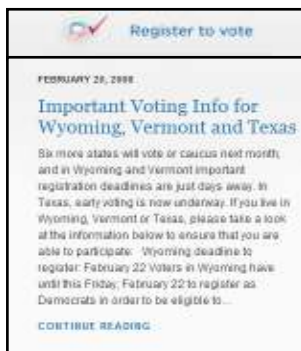 Register to vote
FEBRUARY 20, 2008
Important Voting Info for
Wyoming, Vermont and Texas
Six more states will vote or caucus next month,
and in Wyoming and Vermont important
registration deadlines are just days away. In
Texas, early voting is now underway. If you live in
Wyoming, Vermont or Texas, please take a look
at the information below to ensure that you are
able to participate: Wyoming deadline to
register: February 22 Voters in Wyoming have
until this Friday, February 22 to register as
Democrats in order to be eligible to...
CONTINUE READING